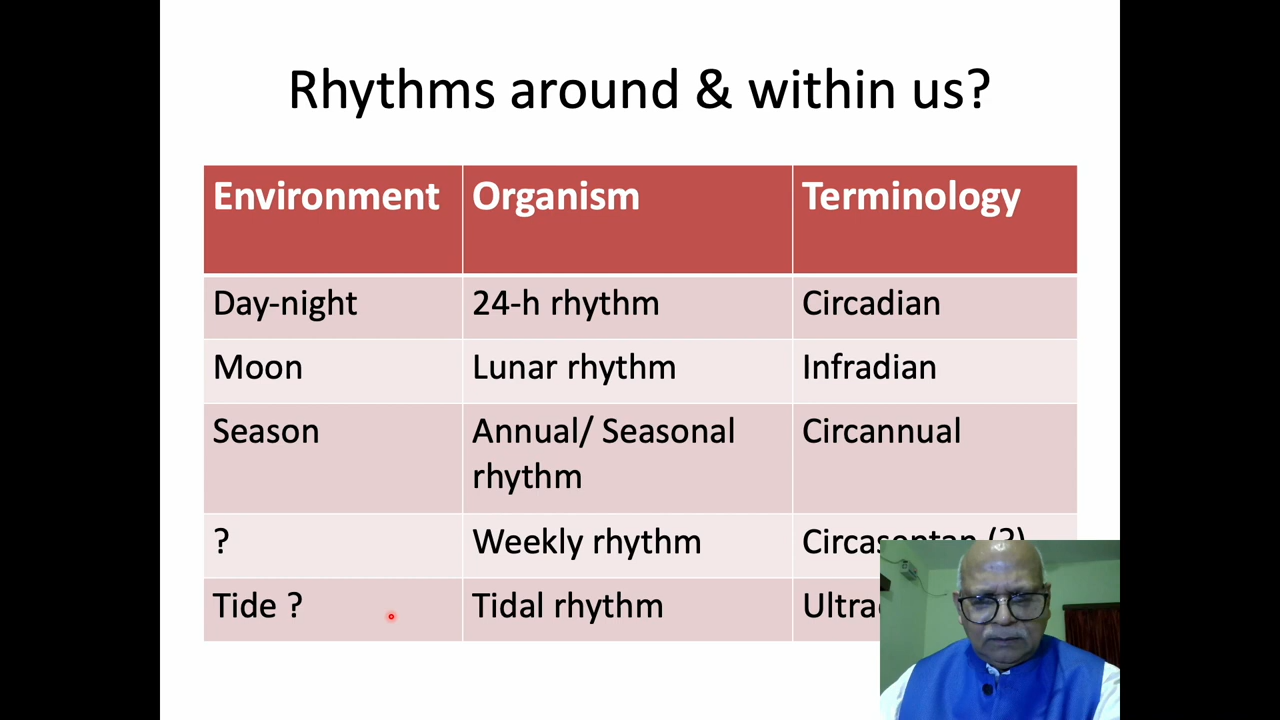 Rhythms around & within us?
Environment Organism Terminology
Day-night 24-h rhythm Circadian
Moon Lunar rhythm Infradian
Season Annual/ Seasonal Circannual
rhythm
? Weekly rhythm
Tide ? Tidal rhythm